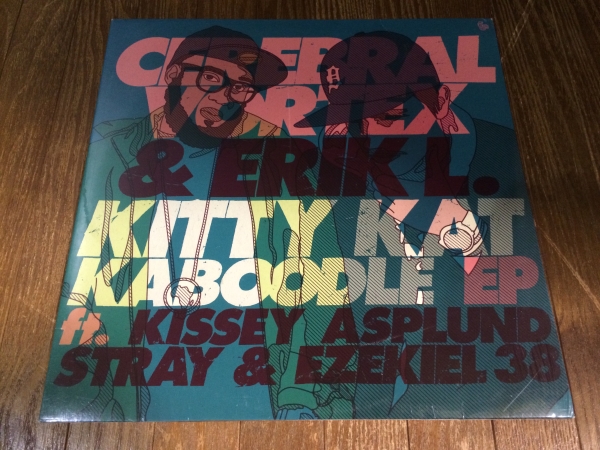 CEREBRAL
VORTEX
& ERIK L.
KITTY KAT
KABOODLE EP
ft. KISSEY ASPLUND
STRAY & EZEKIEL 38